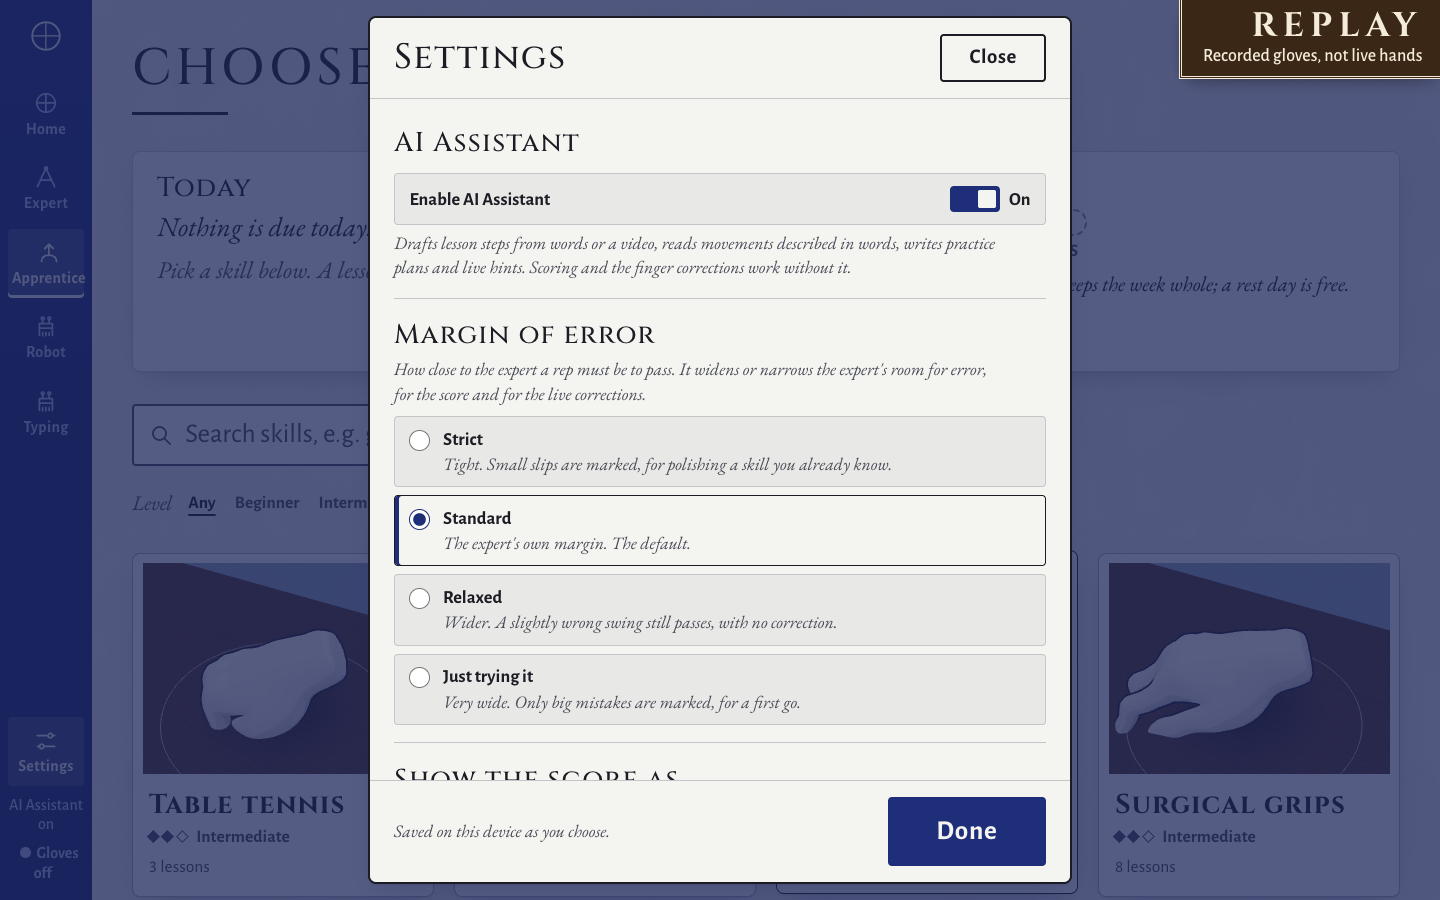 REPLAY
Recorded gloves, not live hands
Home
Expert
Apprentice
Robot
Typing
Settings
AI Assistant
on
Gloves
off
CHOOSE
Today
Nothing is due today
Pick a skill below. A
eeps the week whole; a rest day is free.
Search skills, e.g.
Level Any Beginner
Table tennis
Intermediate
3 lessons
Surgical grips
Intermediate
8 lessons
Settings
Close
AI Assistant
Enable AI Assistant
On
Drafts lesson steps from words or a video, reads movements described in words, writes practice
plans and live hints. Scoring and the finger corrections work without it.
Margin of error
How close to the expert a rep must be to pass. It widens or narrows the expert's room for error,
for the score and for the live corrections.
Strict
Tight. Small slips are marked, for polishing a skill you already know.
Standard
The expert's own margin. The default.
Relaxed
Wider. A slightly wrong swing still passes, with no correction.
Just trying it
Very wide. Only big mistakes are marked, for a first go.
Show the score as
Saved on this device as you choose.
Done